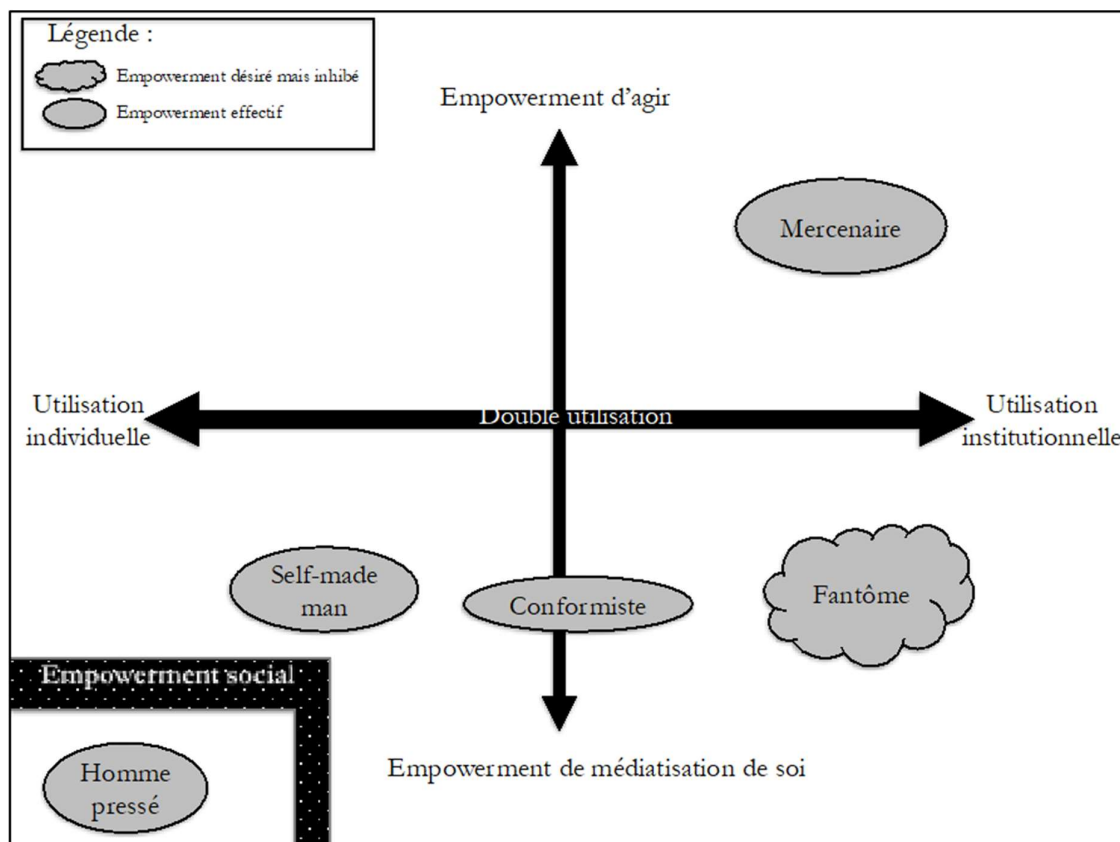 Légende :
Empowerment désiré mais inhibé
Empowerment effectif
Empowerment d'agir
Mercenaire
Utilisation
individuelle
Double utilisation
Utilisation
institutionnelle
Self-made
man
Conformiste
Fantôme
Empowerment social
Homme
pressé
Empowerment de médiatisation de soi